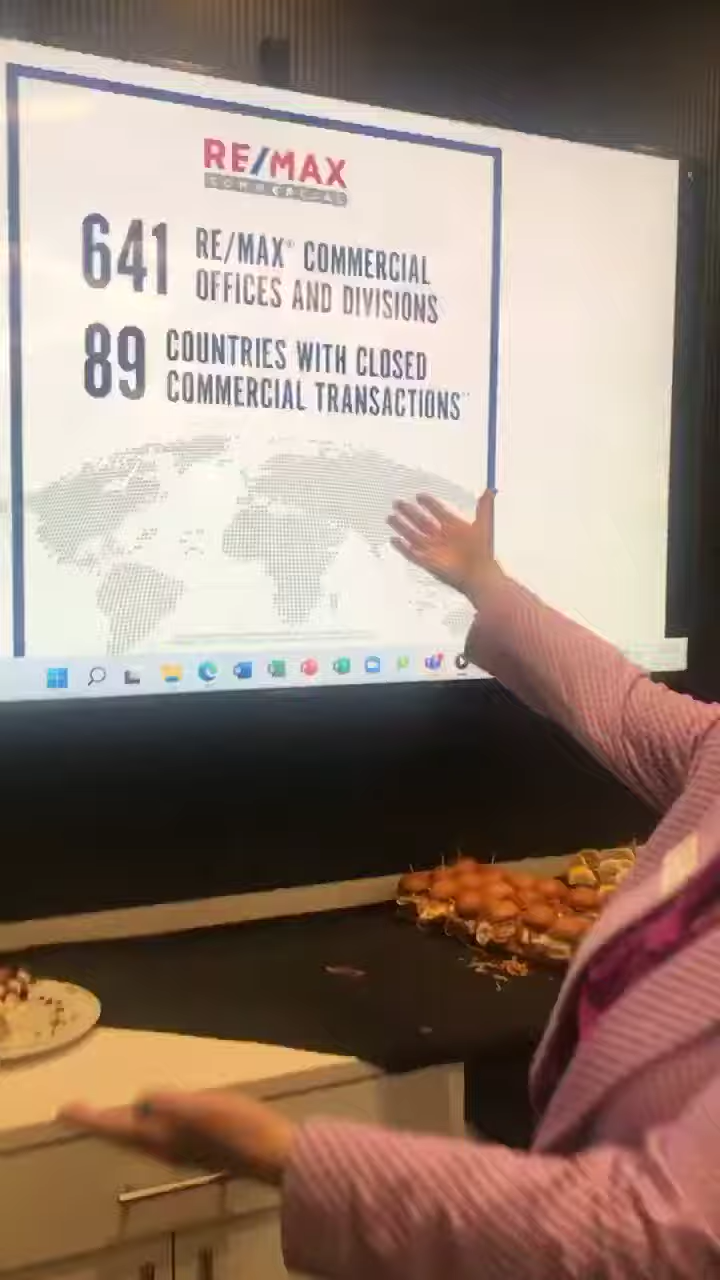 RE/MAX
COMMERCIAL
641 RE/MAX® COMMERCIAL
OFFICES AND DIVISIONS
89 COUNTRIES WITH CLOSED
COMMERCIAL TRANSACTIONS